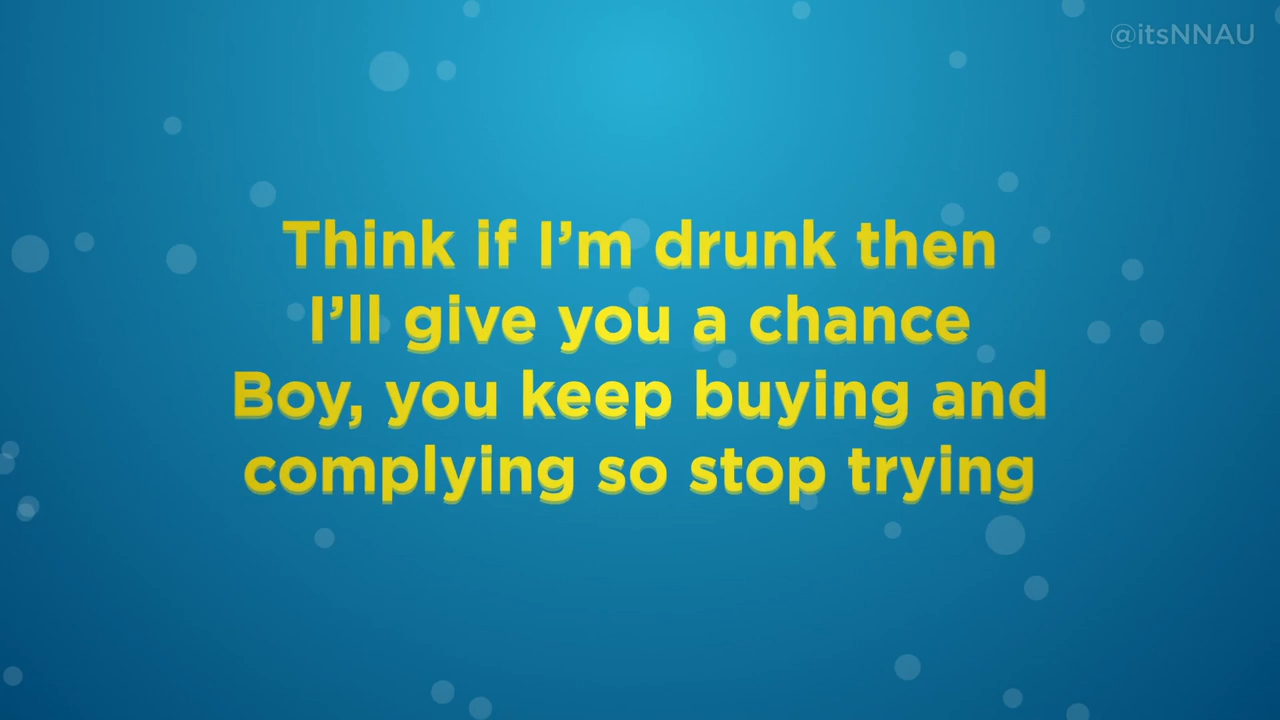 @itsNNAU
Think if I’m drunk then
I’ll give you a chance
Boy, you keep buying and
complying so stop trying